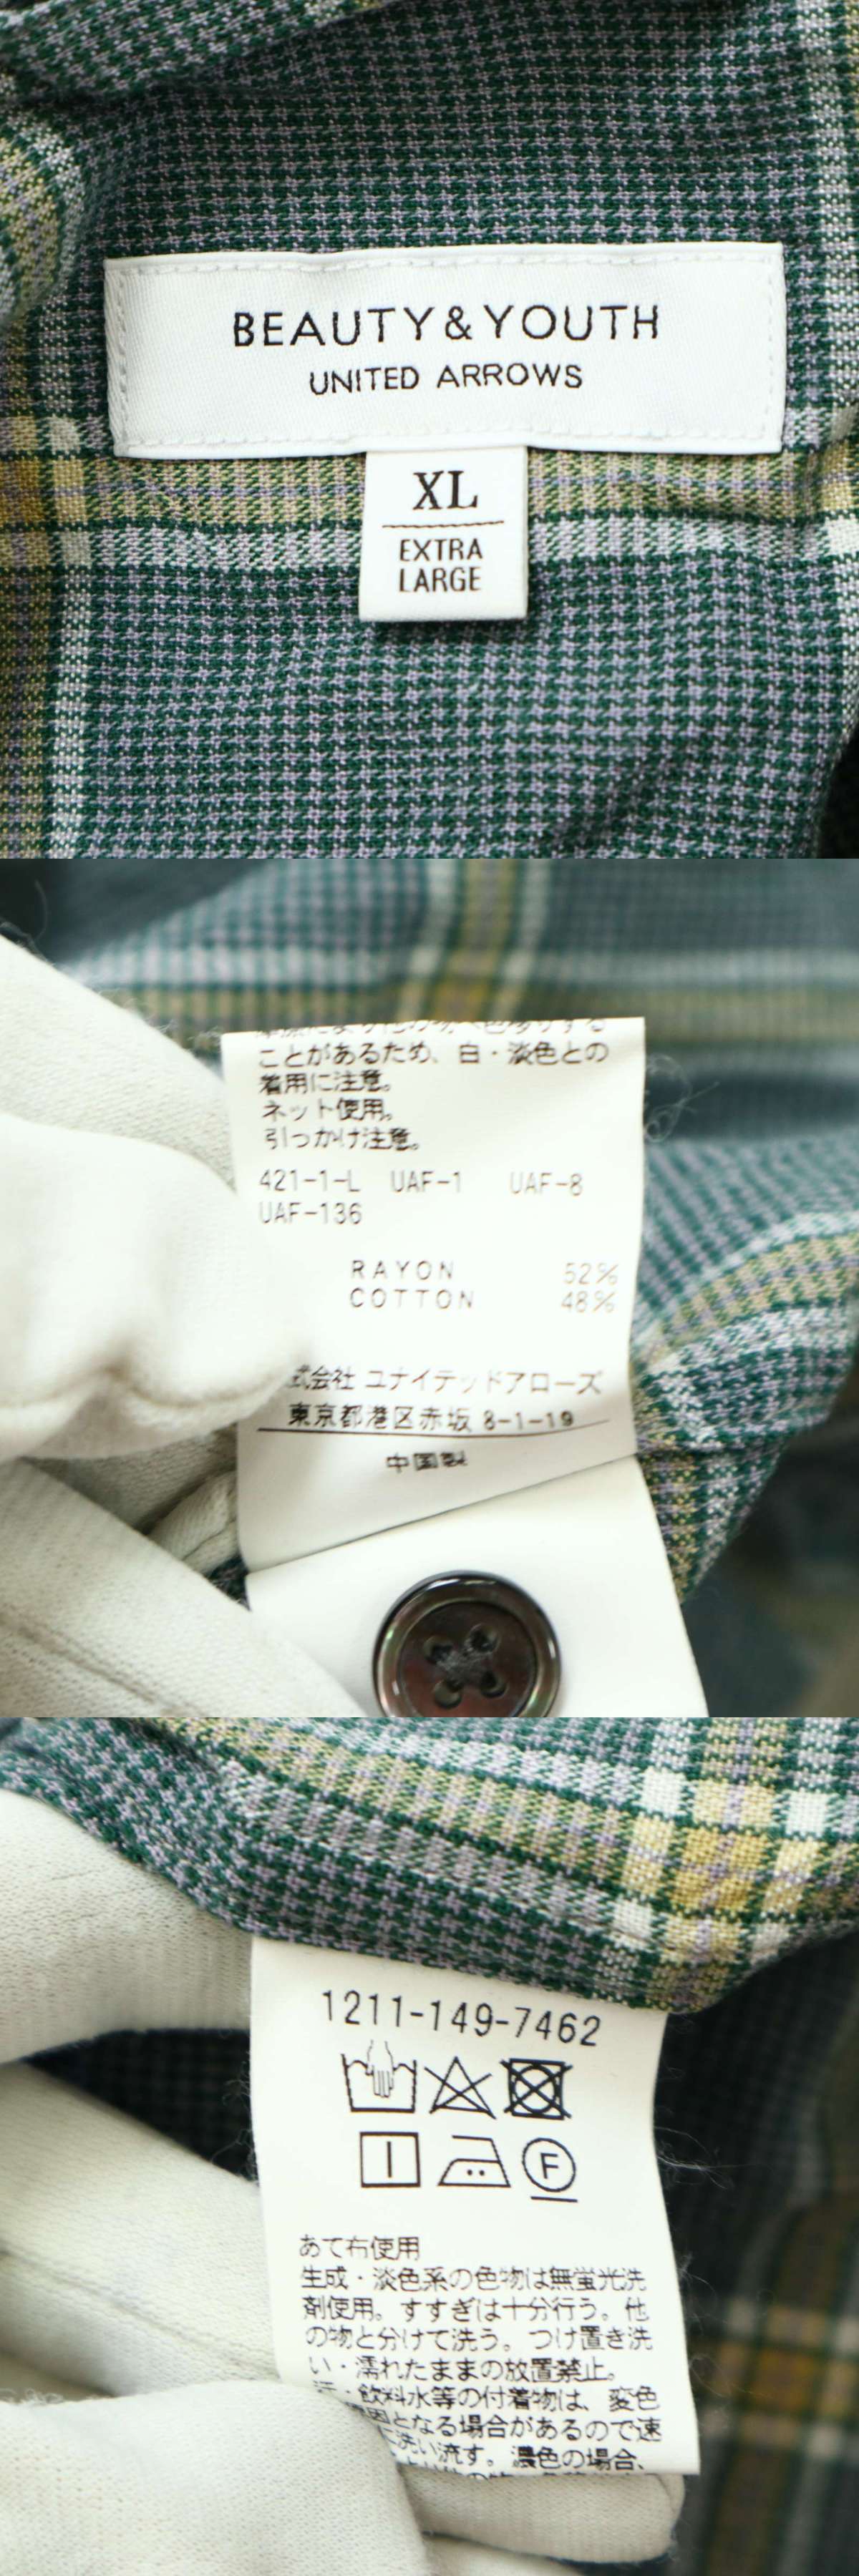 BEAUTY&YOUTH
UNITED ARROWS
XL
EXTRA
LARGE
ことがあるため、白・淡色との
着用に注意。
ネット使用。
引っかけ注意。
421-1-L UAF-1 UAF-8
UAF-136
RAYON 52%
COTTON 48%
式会社 ユナイテッドアローズ
東京都港区赤坂 8-1-19
中国製
1211-149-7462
F
あて布使用
生成・淡色系の色物は無蛍光洗
剤使用。すすぎは十分行う。他
の物と分けて洗う。つけ置き洗
い・濡れたままの放置禁止。
・飲料水等の付着物は、変色
因となる場合があるので速
に洗い流す。濃色の場合、